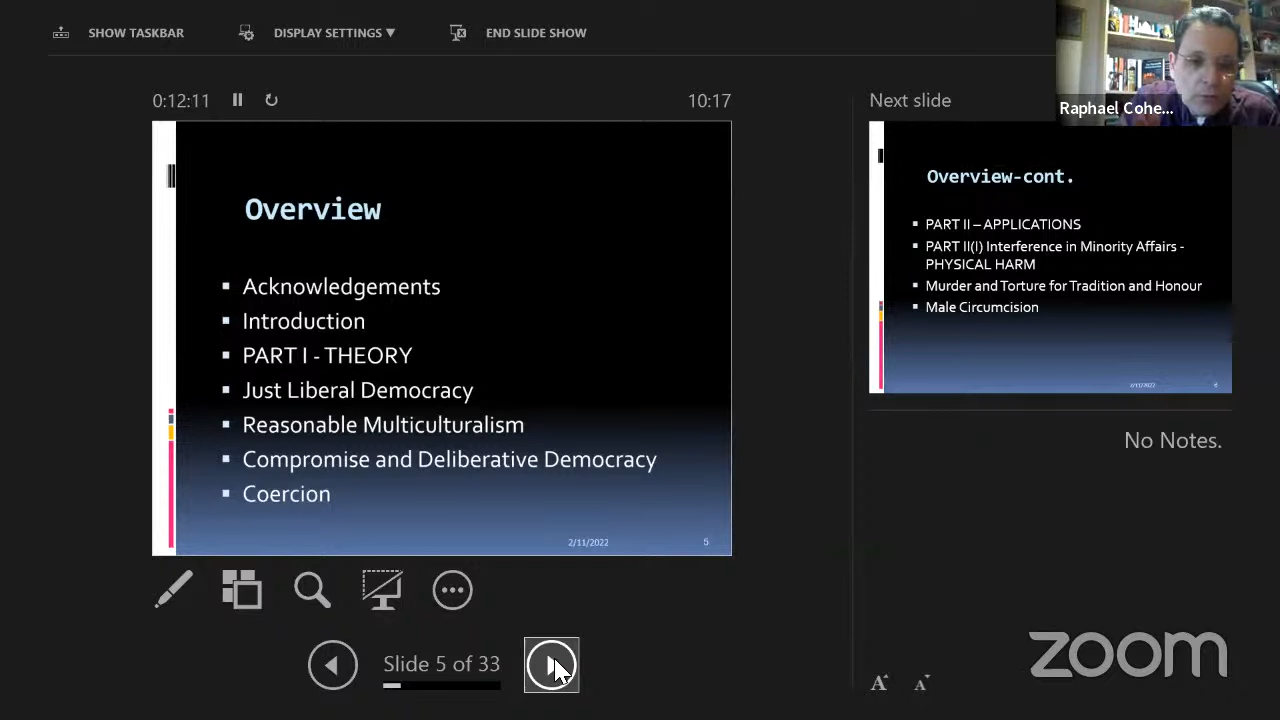 SHOW TASKBAR
DISPLAY SETTINGS ▼
END SLIDE SHOW
0:12:11
10:17
Next slide
Raphael Cohe...
Overview
▪ Acknowledgements
▪ Introduction
▪ PART I - THEORY
▪ Just Liberal Democracy
▪ Reasonable Multiculturalism
▪ Compromise and Deliberative Democracy
▪ Coercion
2/11/2022
5
Overview-cont.
▪ PART II – APPLICATIONS
▪ PART II(I) Interference in Minority Affairs -
PHYSICAL HARM
▪ Murder and Torture for Tradition and Honour
▪ Male Circumcision
2/11/2022
No Notes.
Slide 5 of 33
A A
zoom